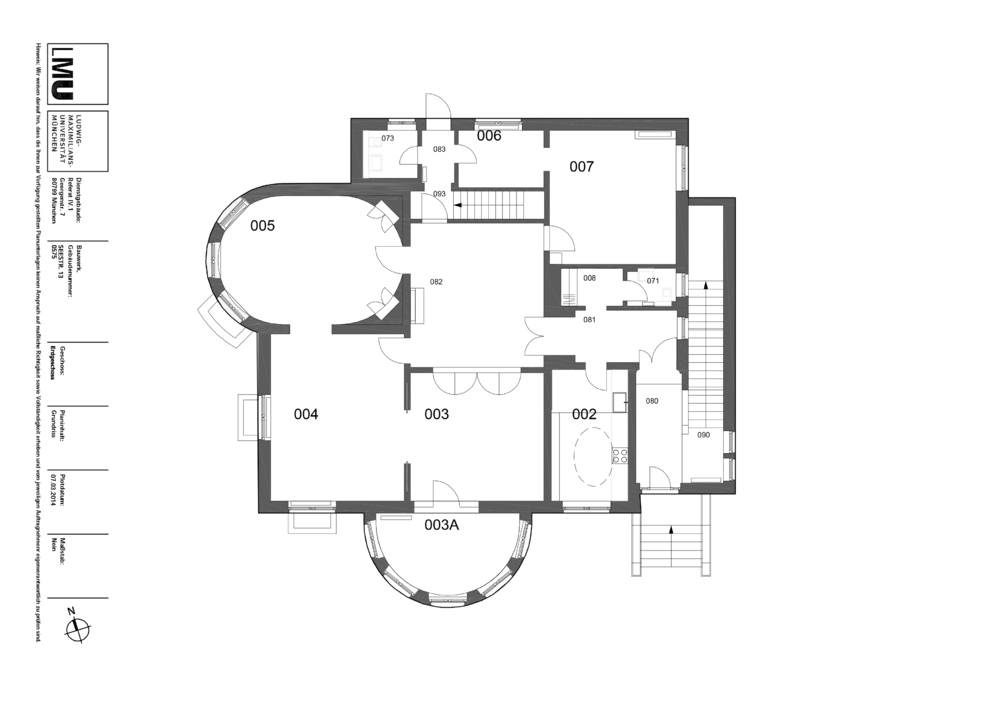 LMU
LUDWIG-
MAXIMILIANS-
UNIVERSITÄT
MÜNCHEN
Dienstgebäude:
Referat IV.1
Georgenstr. 7
80799 München
Bauwerk,
Gebäudenummer:
SEESTR. 13
0575
Geschoss:
Erdgeschoss
Planinhalt:
Grundriss
Plotdatum:
07.03.2014
Maßstab:
Nein
N
Hinweis: Wir weisen darauf hin, dass die Ihnen zur Verfügung gestellten Planunterlagen keinen Anspruch auf maßliche Richtigkeit sowie Vollständigkeit erheben und vom jeweiligen Auftragnehmer eigenverantwortlich zu prüfen sind.
073
083
006
007
093
005
082
008
071
081
004
003
002
080
090
003A